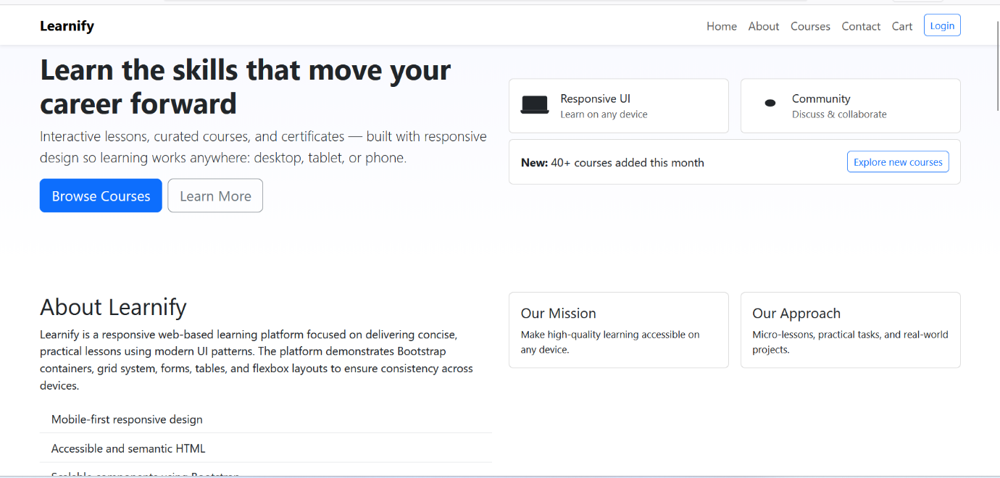 Learnify
Home About Courses Contact Cart Login
Learn the skills that move your
career forward
Interactive lessons, curated courses, and certificates — built with responsive
design so learning works anywhere: desktop, tablet, or phone.
Browse Courses
Learn More
Responsive UI
Learn on any device
Community
Discuss & collaborate
New: 40+ courses added this month
Explore new courses
About Learnify
Learnify is a responsive web-based learning platform focused on delivering concise,
practical lessons using modern UI patterns. The platform demonstrates Bootstrap
containers, grid system, forms, tables, and flexbox layouts to ensure consistency across
devices.
Mobile-first responsive design
Accessible and semantic HTML
Scalable components using Bootstrap
Our Mission
Make high-quality learning accessible on
any device.
Our Approach
Micro-lessons, practical tasks, and real-world
projects.